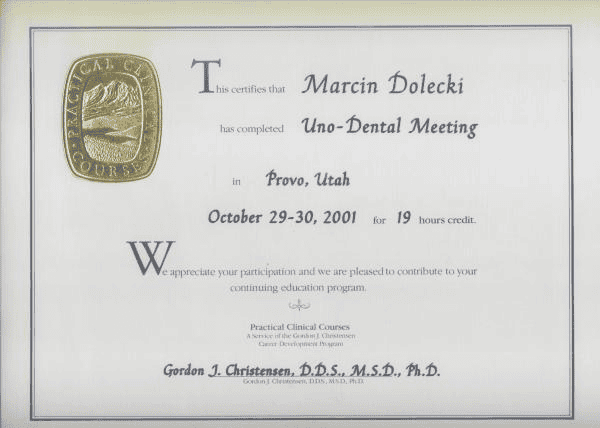 PRACTICAL CLINICAL COURSES
This certifies that Marcin Dolecki
has completed Uno-Dental Meeting
in Provo, Utah
October 29-30, 2001 for 19 hours credit.
We appreciate your participation and we are pleased to contribute to your
continuing education program.
Practical Clinical Courses
A Service of the Gordon J. Christensen
Career Development Program
Gordon J. Christensen, D.D.S., M.S.D., Ph.D.
Gordon J. Christensen, D.D.S., M.S.D., Ph.D.